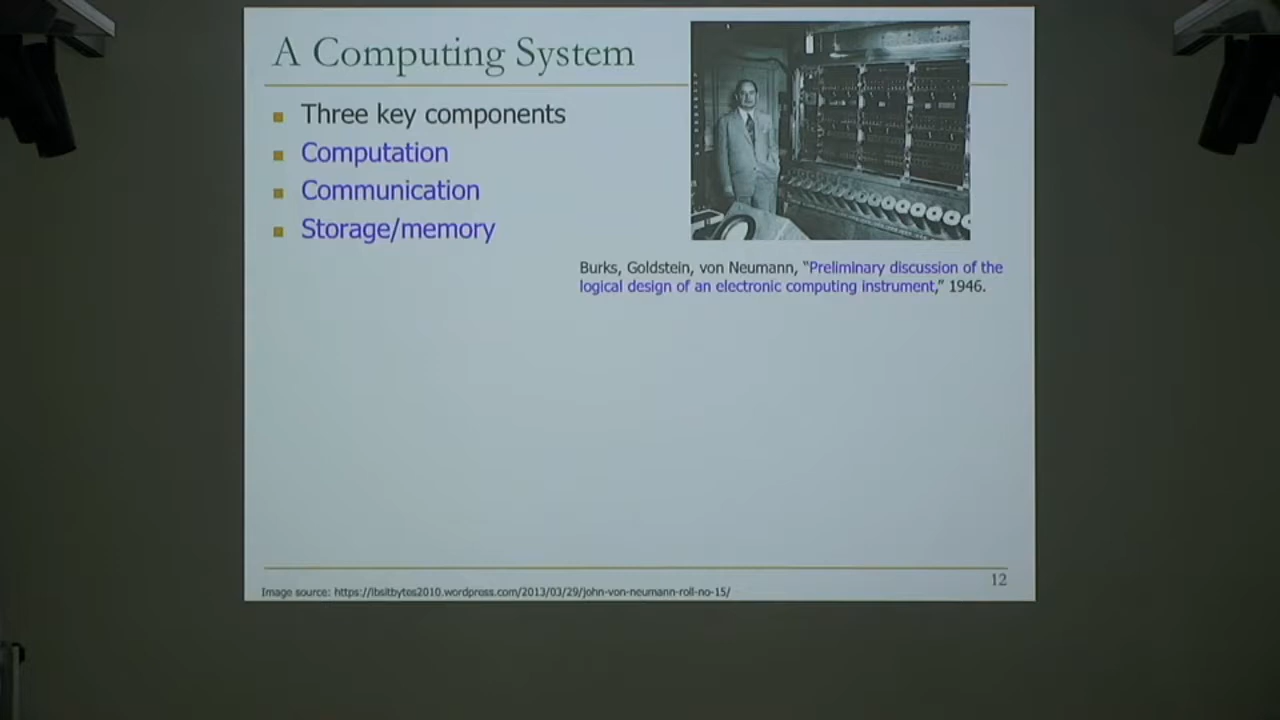 A Computing System
Three key components
Computation
Communication
Storage/memory
Burks, Goldstein, von Neumann, “Preliminary discussion of the
logical design of an electronic computing instrument,” 1946.
12
Image source: https://lbsitbytes2010.wordpress.com/2013/03/29/john-von-neumann-roll-no-15/